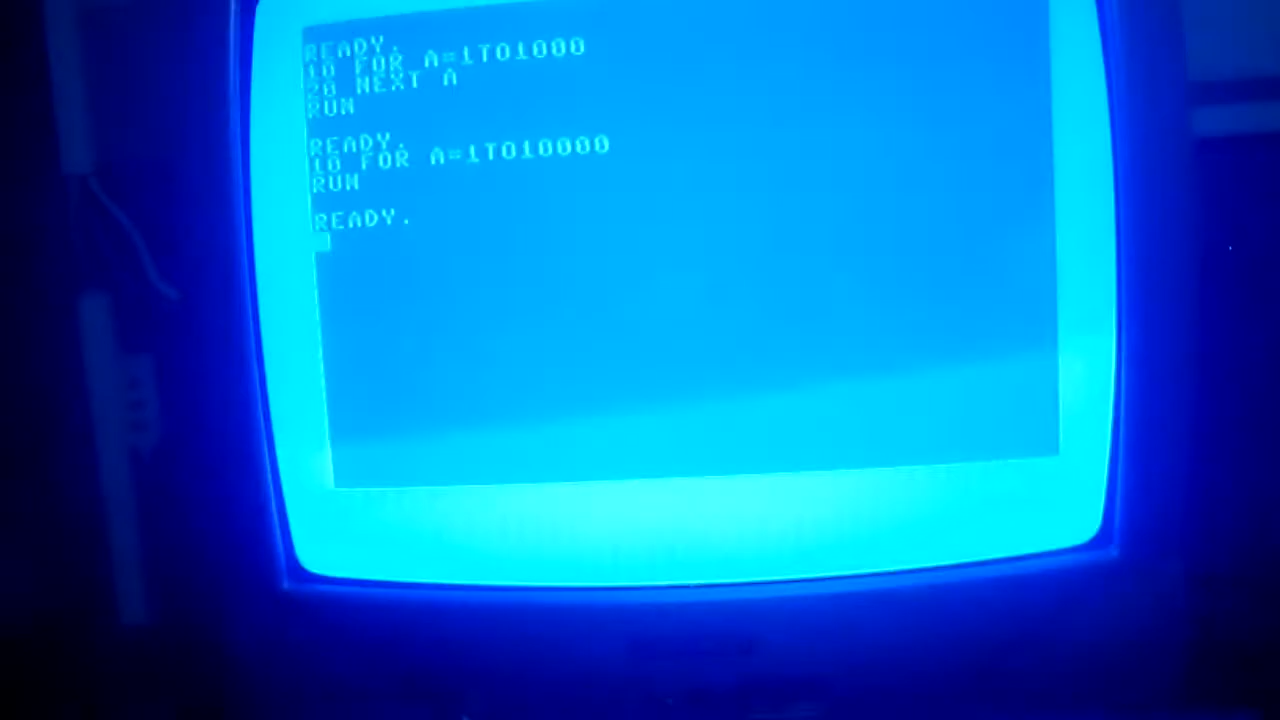 READY.
10 FOR A=1TO1000
20 NEXT A
RUN
READY.
10 FOR A=1TO10000
RUN
READY.